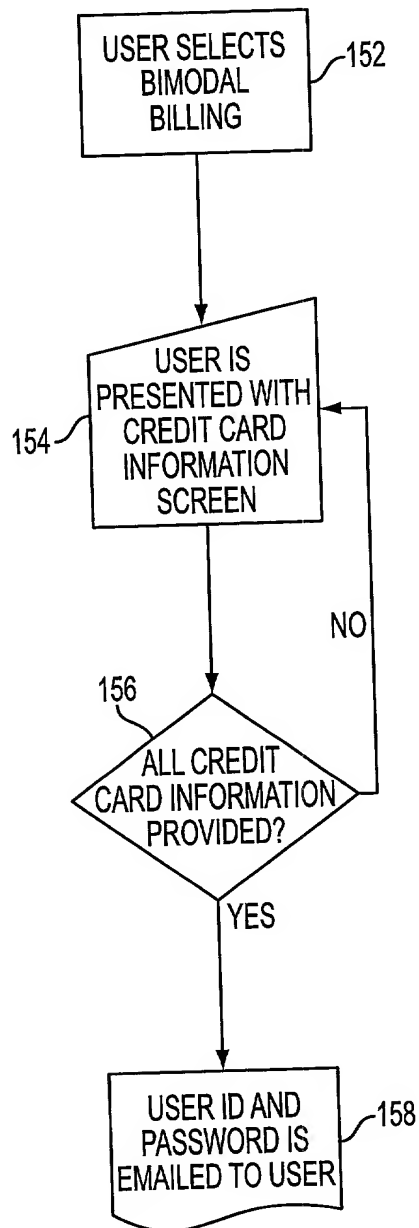 USER SELECTS
BIMODAL
BILLING
152
USER IS
PRESENTED WITH
CREDIT CARD
INFORMATION
SCREEN
154
NO
156
ALL CREDIT
CARD INFORMATION
PROVIDED?
YES
USER ID AND
PASSWORD IS
EMAILED TO USER
158